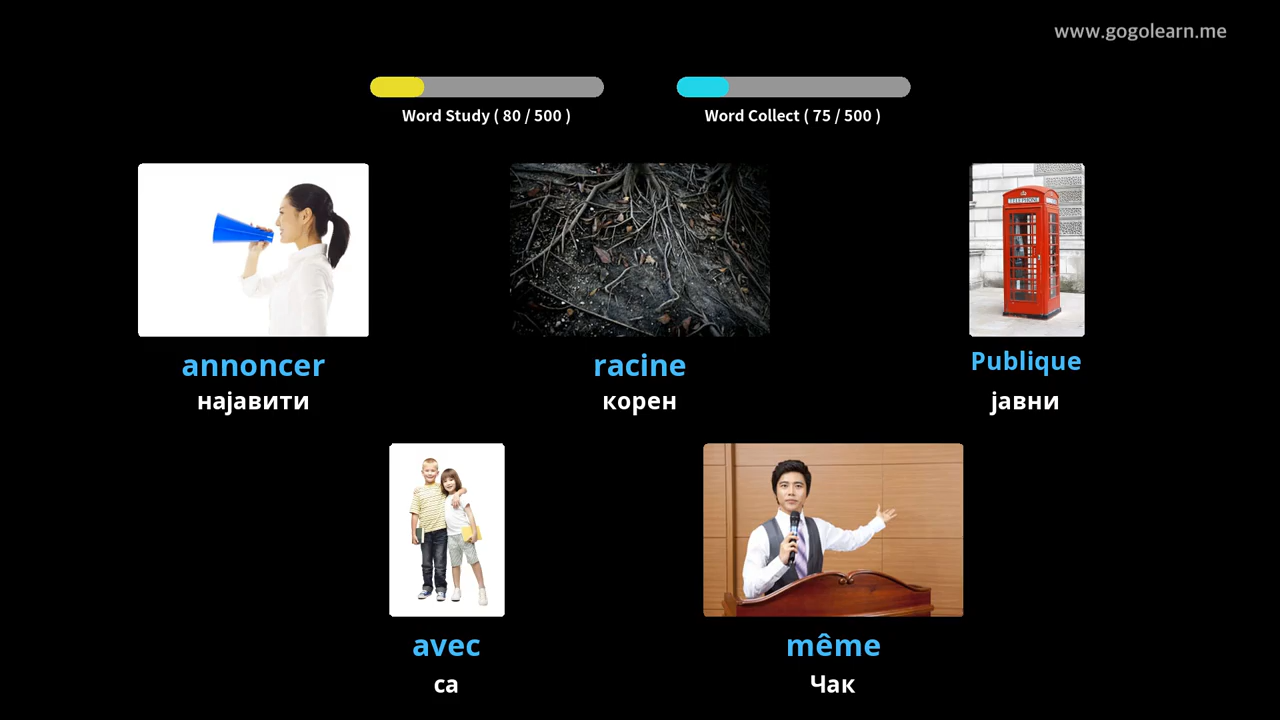 www.gogolearn.me
Word Study ( 80 / 500 )
Word Collect ( 75 / 500 )
TELEPHONE
annoncer
racine
Publique
најавити
корен
јавни
avec
même
са
Чак